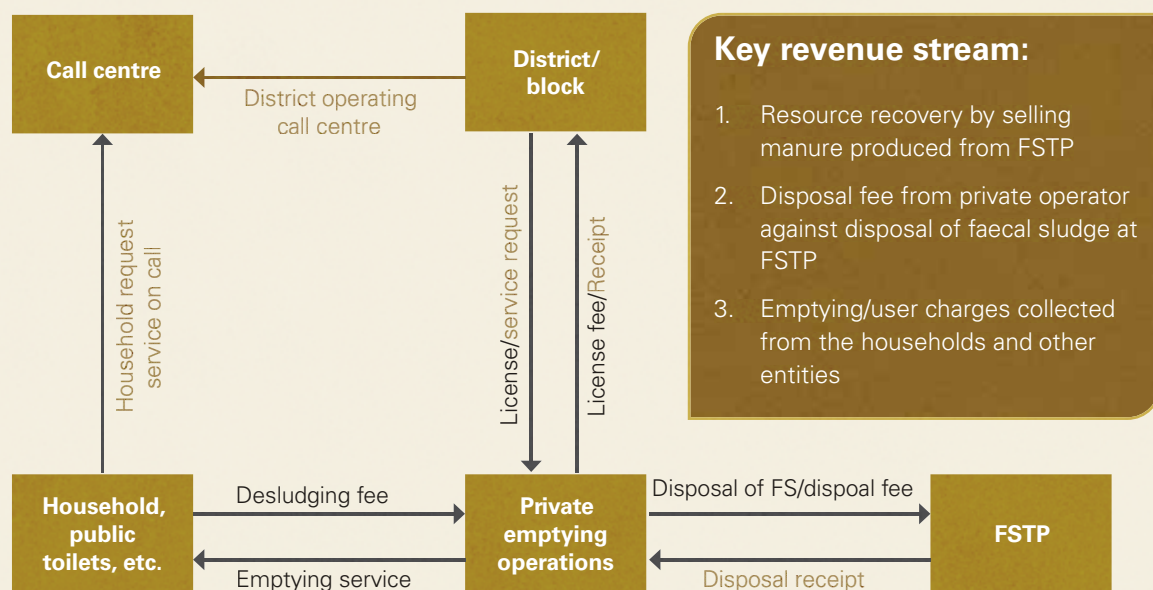 Call centre
District/
block
District operating
call centre
Key revenue stream:
1. Resource recovery by selling
manure produced from FSTP
2. Disposal fee from private operator
against disposal of faecal sludge at
FSTP
3. Emptying/user charges collected
from the households and other
entities
Household request
service on call
License/service request
License fee/Receipt
Household,
public
toilets, etc.
Desludging fee
Emptying service
Private
emptying
operations
Disposal of FS/dispoal fee
Disposal receipt
FSTP